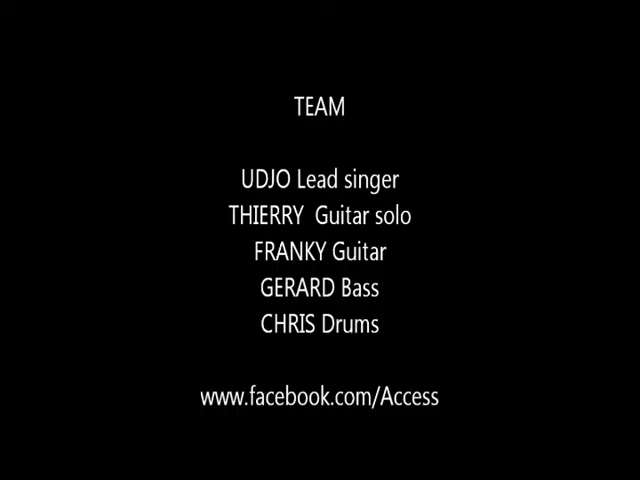 TEAM
UDJO Lead singer
THIERRY  Guitar solo
FRANKY Guitar
GERARD Bass
CHRIS Drums
www.facebook.com/Access